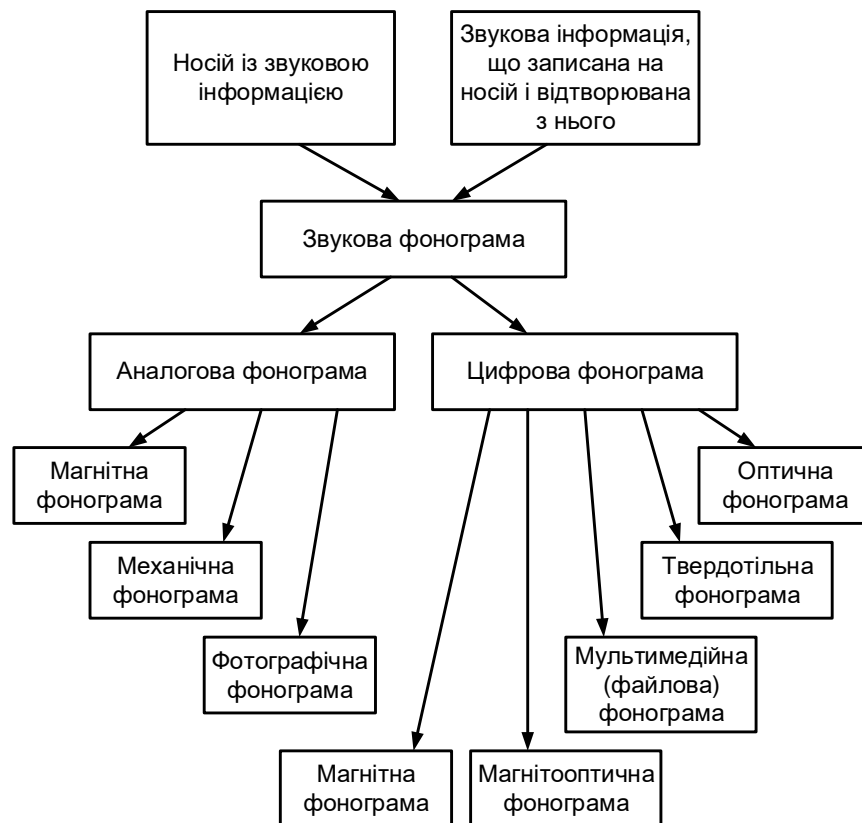 Носій із звуковою
інформацією
Звукова інформація,
що записана на
носій і відтворювана
з нього
Звукова фонограма
Аналогова фонограма
Цифрова фонограма
Магнітна
фонограма
Оптична
фонограма
Механічна
фонограма
Твердотільна
фонограма
Фотографічна
фонограма
Мультимедійна
(файлова)
фонограма
Магнітна
фонограма
Магнітооптична
фонограма